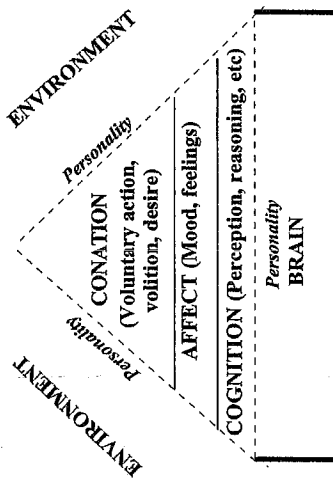 ENVIRONMENT
ENVIRONMENT
Personality
Personality
CONATION
(Voluntary action,
volition, desire)
AFFECT (Mood, feelings)
COGNITION (Perception, reasoning, etc)
Personality
BRAIN